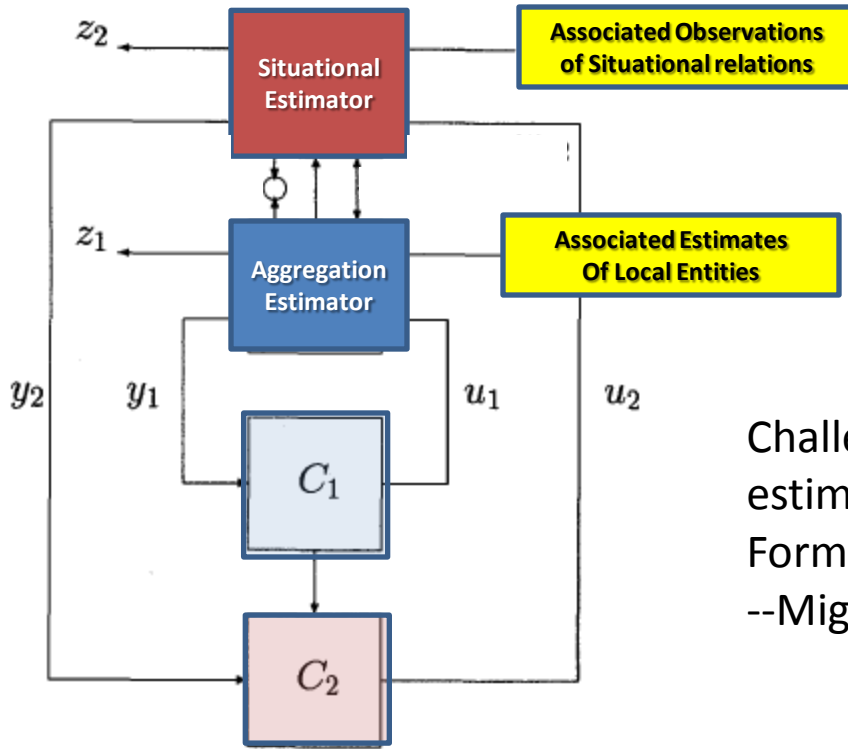 z₂
Situational
Estimator
Associated Observations
of Situational relations
z₁
Aggregation
Estimator
Associated Estimates
Of Local Entities
y₂
y₁
u₁
u₂
C₁
C₂
Challe
estim
Form
--Mig